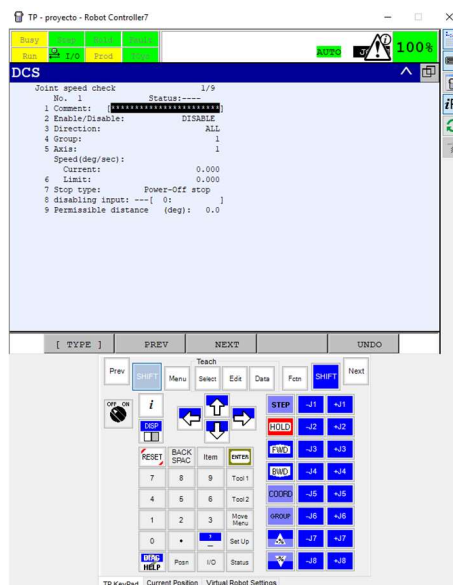 TP - proyecto - Robot Controller7
Busy Step Hold Fault
Run I/O Prod TCyc
AUTO 100%
DCS
Joint speed check 1/9
No. 1 Status:----
1 Comment: [*********************]
2 Enable/Disable: DISABLE
3 Direction: ALL
4 Group: 1
5 Axis: 1
Speed(deg/sec):
Current: 0.000
6 Limit: 0.000
7 Stop type: Power-Off stop
8 disabling input: ---[ 0: ]
9 Permissible distance (deg): 0.0
[ TYPE ] PREV NEXT UNDO
Teach
Prev SHIFT Menu Select Edit Data Fctn SHIFT Next
OFF ON i STEP -J1 +J1
DISP HOLD -J2 +J2
RESET BACK SPAC Item ENTER FWD -J3 +J3
7 8 9 Tool 1 BWD -J4 +J4
4 5 6 Tool 2 COORD -J5 +J5
1 2 3 Move Menu GROUP -J6 +J6
0 . , - Set Up -J7 +J7
DIAG HELP Posn I/O Status -J8 +J8
TP KeyPad Current Position Virtual Robot Settings